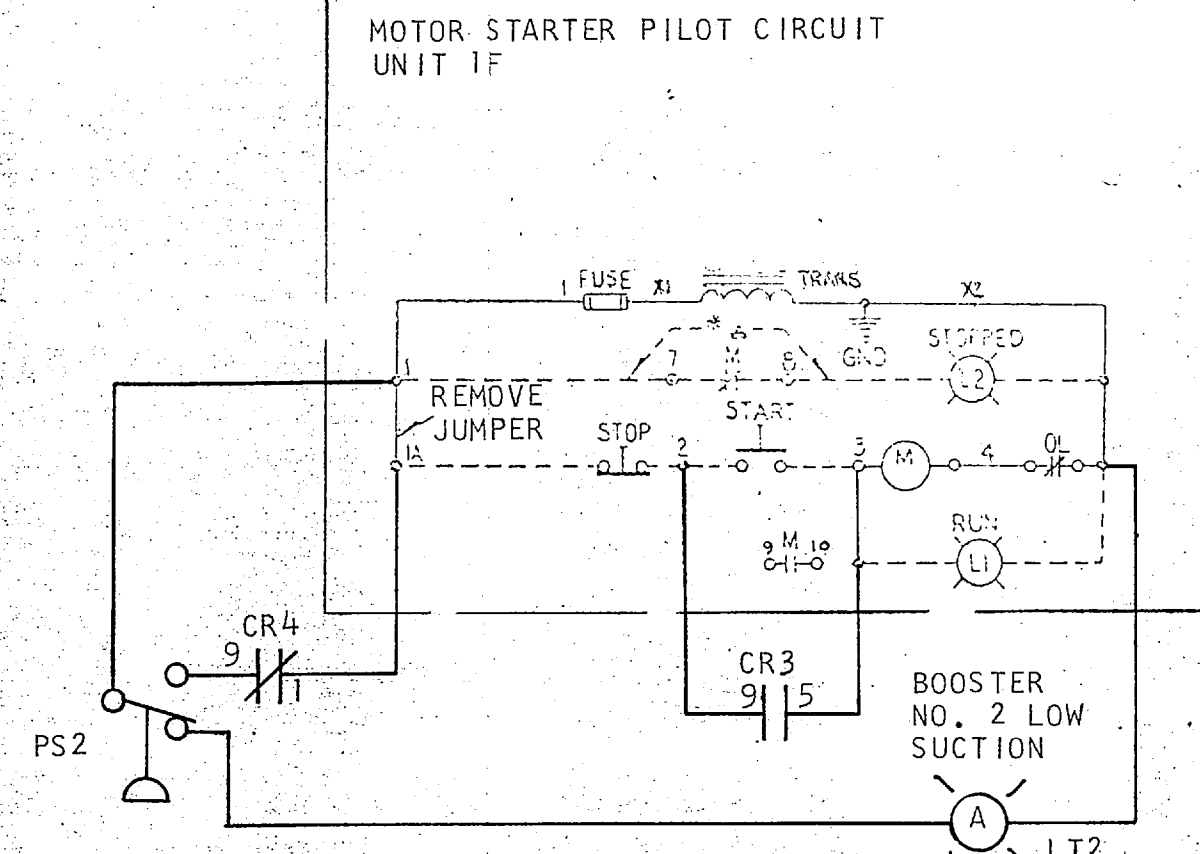 MOTOR STARTER PILOT CIRCUIT
UNIT 1F
1 FUSE X1 TRANS X2
STOPPED
1 7 M 8 GND L2
REMOVE
JUMPER
START
STOP
1A 2 3 M 4 OL
RUN
9 M 10
L1
CR4
9 1
CR3
9 5
BOOSTER
NO. 2 LOW
SUCTION
PS2
A
LT2